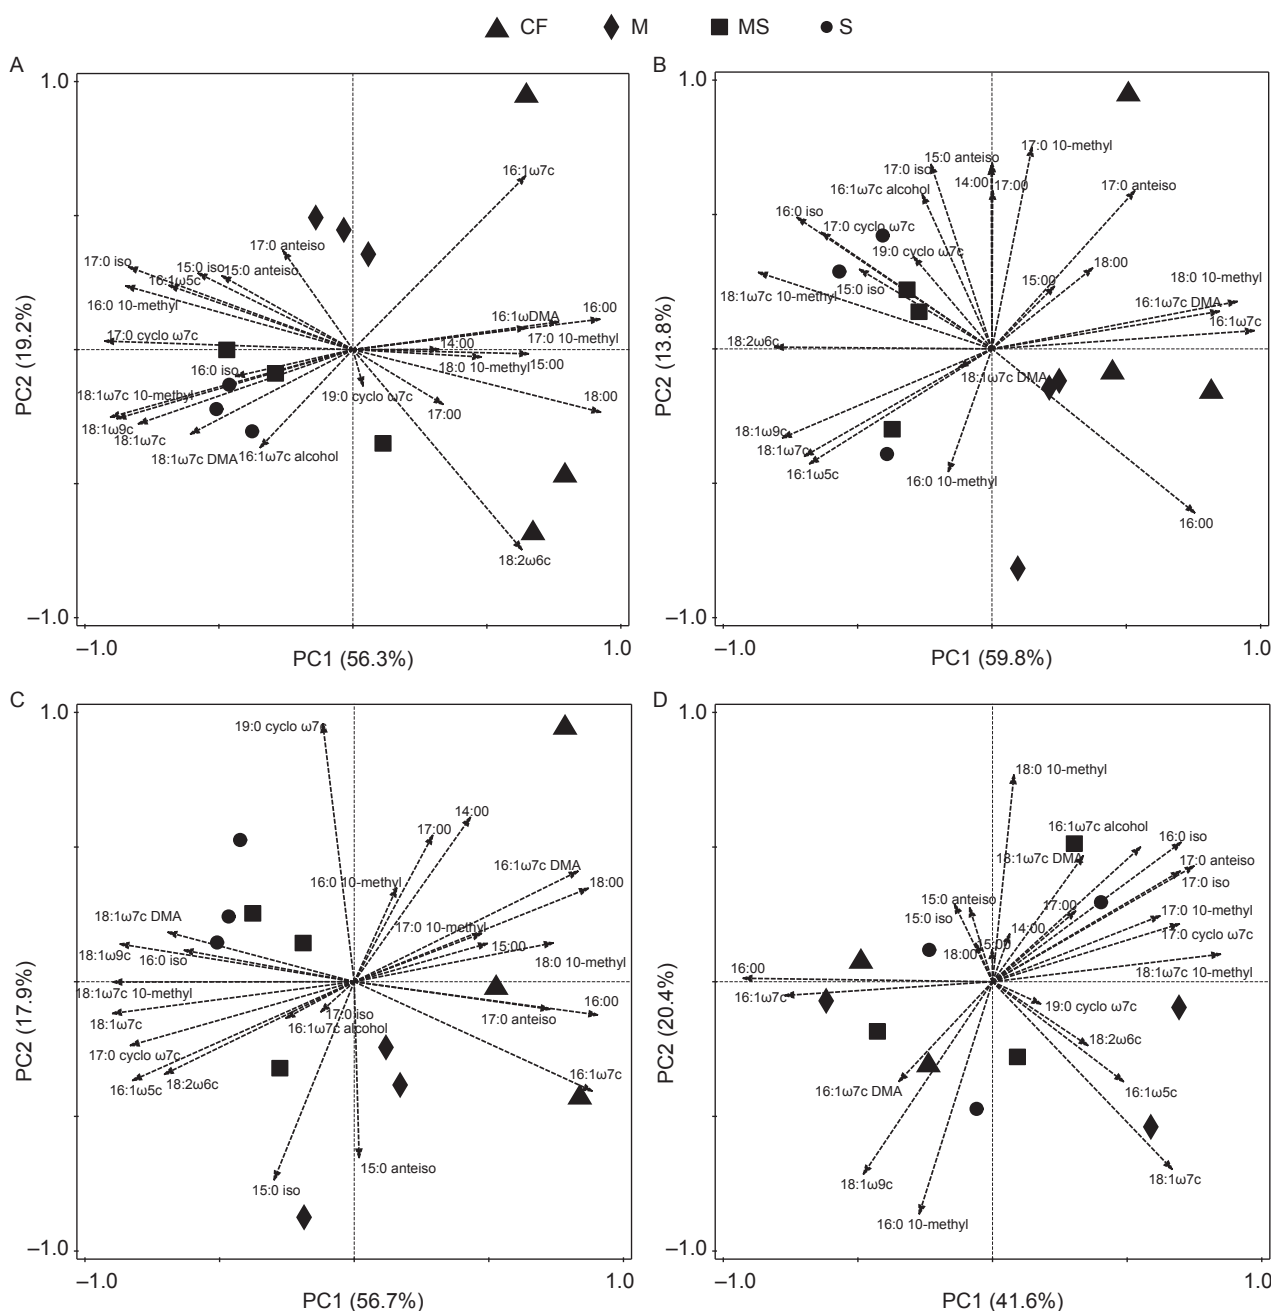 CF M MS S
A
1.0
16:1ω7c
17:0 anteiso
17:0 iso
15:0 iso
15:0 anteiso
16:1ω5c
16:0 10-methyl
16:00
16:1ωDMA
17:0 cyclo ω7c
17:0 10-methyl
14:00
18:0 10-methyl
15:00
16:0 iso
18:1ω7c 10-methyl
19:0 cyclo ω7c
18:00
17:00
18:1ω9c
18:1ω7c
18:1ω7c DMA
16:1ω7c alcohol
18:2ω6c
PC2 (19.2%)
–1.0
–1.0
1.0
PC1 (56.3%)
B
1.0
17:0 10-methyl
15:0 anteiso
17:0 iso
14:00
17:00
17:0 anteiso
16:1ω7c alcohol
16:0 iso
17:0 cyclo ω7c
19:0 cyclo ω7c
18:00
18:0 10-methyl
15:00
15:0 iso
18:1ω7c 10-methyl
16:1ω7c DMA
16:1ω7c
18:2ω6c
18:1ω7c DMA
18:1ω9c
18:1ω7c
16:1ω5c
16:0 10-methyl
16:00
PC2 (13.8%)
–1.0
–1.0
1.0
PC1 (59.8%)
C
1.0
19:0 cyclo ω7c
14:00
17:00
16:1ω7c DMA
16:0 10-methyl
18:00
18:1ω7c DMA
17:0 10-methyl
18:1ω9c
16:0 iso
15:00
18:0 10-methyl
18:1ω7c 10-methyl
16:00
17:0 iso
17:0 anteiso
18:1ω7c
16:1ω7c alcohol
17:0 cyclo ω7c
16:1ω7c
16:1ω5c
18:2ω6c
15:0 anteiso
15:0 iso
PC2 (17.9%)
–1.0
–1.0
1.0
PC1 (56.7%)
D
1.0
18:0 10-methyl
16:1ω7c alcohol
16:0 iso
18:1ω7c DMA
17:0 anteiso
17:0 iso
15:0 anteiso
17:00
15:0 iso
17:0 10-methyl
14:00
17:0 cyclo ω7c
15:00
18:00
16:00
18:1ω7c 10-methyl
16:1ω7c
19:0 cyclo ω7c
18:2ω6c
16:1ω7c DMA
16:1ω5c
18:1ω9c
18:1ω7c
16:0 10-methyl
PC2 (20.4%)
–1.0
–1.0
1.0
PC1 (41.6%)